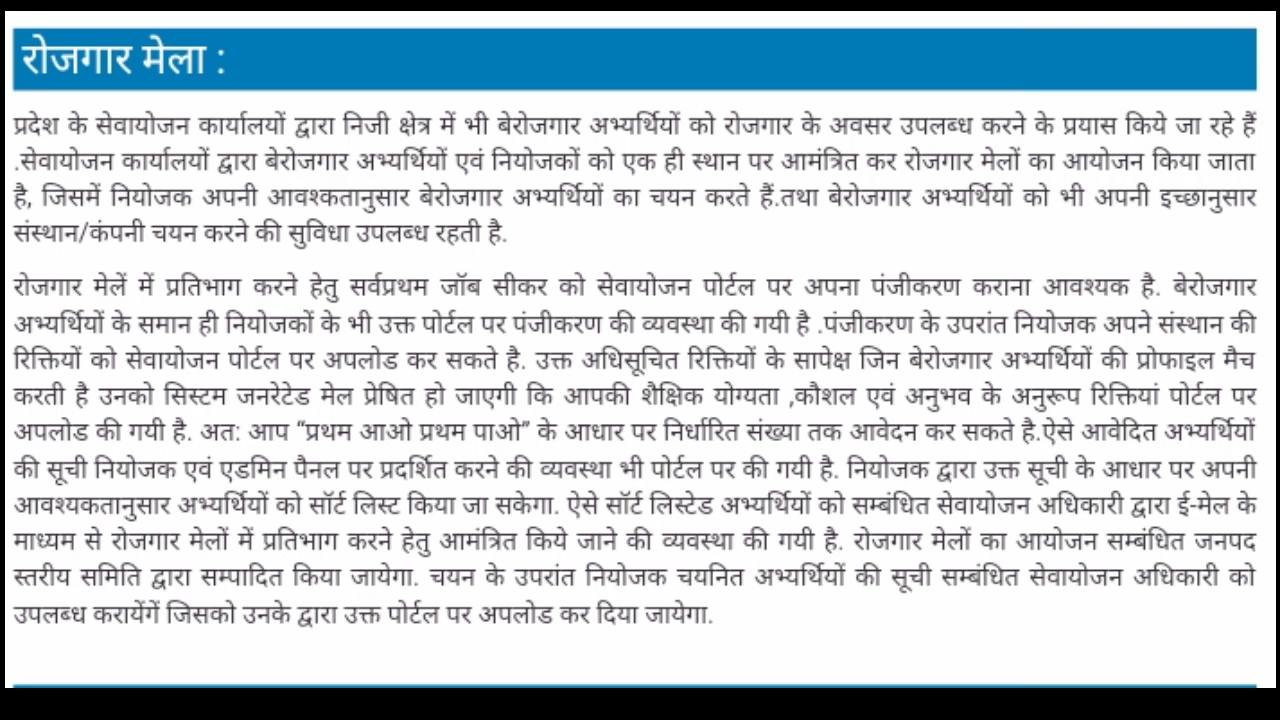 रोजगार मेला :
प्रदेश के सेवायोजन कार्यालयों द्वारा निजी क्षेत्र में भी बेरोजगार अभ्यर्थियों को रोजगार के अवसर उपलब्ध करने के प्रयास किये जा रहे हैं
.सेवायोजन कार्यालयों द्वारा बेरोजगार अभ्यर्थियों एवं नियोजकों को एक ही स्थान पर आमंत्रित कर रोजगार मेलों का आयोजन किया जाता
है, जिसमें नियोजक अपनी आवश्कतानुसार बेरोजगार अभ्यर्थियों का चयन करते हैं.तथा बेरोजगार अभ्यर्थियों को भी अपनी इच्छानुसार
संस्थान/कंपनी चयन करने की सुविधा उपलब्ध रहती है.
रोजगार मेलें में प्रतिभाग करने हेतु सर्वप्रथम जॉब सीकर को सेवायोजन पोर्टल पर अपना पंजीकरण कराना आवश्यक है. बेरोजगार
अभ्यर्थियों के समान ही नियोजकों के भी उक्त पोर्टल पर पंजीकरण की व्यवस्था की गयी है .पंजीकरण के उपरांत नियोजक अपने संस्थान की
रिक्तियों को सेवायोजन पोर्टल पर अपलोड कर सकते है. उक्त अधिसूचित रिक्तियों के सापेक्ष जिन बेरोजगार अभ्यर्थियों की प्रोफाइल मैच
करती है उनको सिस्टम जनरेटेड मेल प्रेषित हो जाएगी कि आपकी शैक्षिक योग्यता ,कौशल एवं अनुभव के अनुरूप रिक्तियां पोर्टल पर
अपलोड की गयी है. अत: आप “प्रथम आओ प्रथम पाओ” के आधार पर निर्धारित संख्या तक आवेदन कर सकते है.ऐसे आवेदित अभ्यर्थियों
की सूची नियोजक एवं एडमिन पैनल पर प्रदर्शित करने की व्यवस्था भी पोर्टल पर की गयी है. नियोजक द्वारा उक्त सूची के आधार पर अपनी
आवश्यकतानुसार अभ्यर्थियों को सॉर्ट लिस्ट किया जा सकेगा. ऐसे सॉर्ट लिस्टेड अभ्यर्थियों को सम्बंधित सेवायोजन अधिकारी द्वारा ई-मेल के
माध्यम से रोजगार मेलों में प्रतिभाग करने हेतु आमंत्रित किये जाने की व्यवस्था की गयी है. रोजगार मेलों का आयोजन सम्बंधित जनपद
स्तरीय समिति द्वारा सम्पादित किया जायेगा. चयन के उपरांत नियोजक चयनित अभ्यर्थियों की सूची सम्बंधित सेवायोजन अधिकारी को
उपलब्ध करायेंगें जिसको उनके द्वारा उक्त पोर्टल पर अपलोड कर दिया जायेगा.